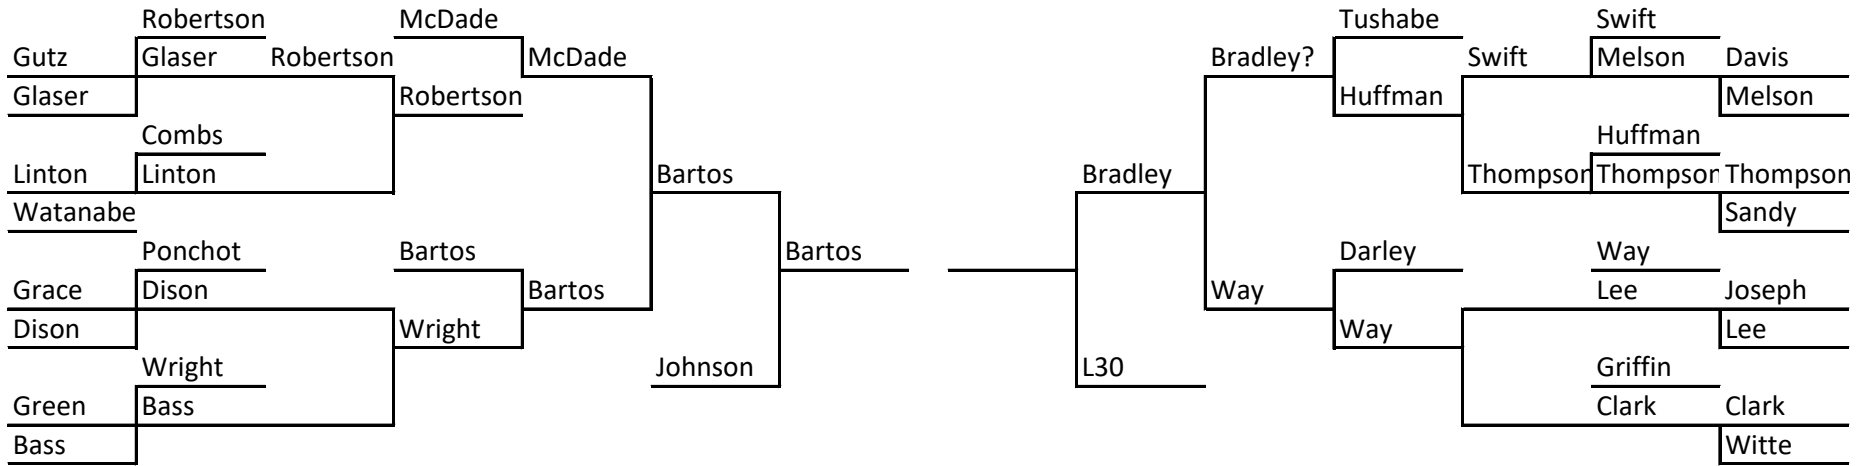 Robertson McDade Tushabe Swift
Gutz Glaser Robertson McDade Bradley? Swift Melson Davis
Glaser Robertson Huffman Melson
Combs Huffman
Linton Linton Bartos Bradley Thompson Thompson Thompson
Watanabe Sandy
Ponchot Bartos Bartos Darley Way
Grace Dison Bartos Way Lee Joseph
Dison Wright Way Lee
Wright Johnson L30 Griffin
Green Bass Clark Clark
Bass Witte